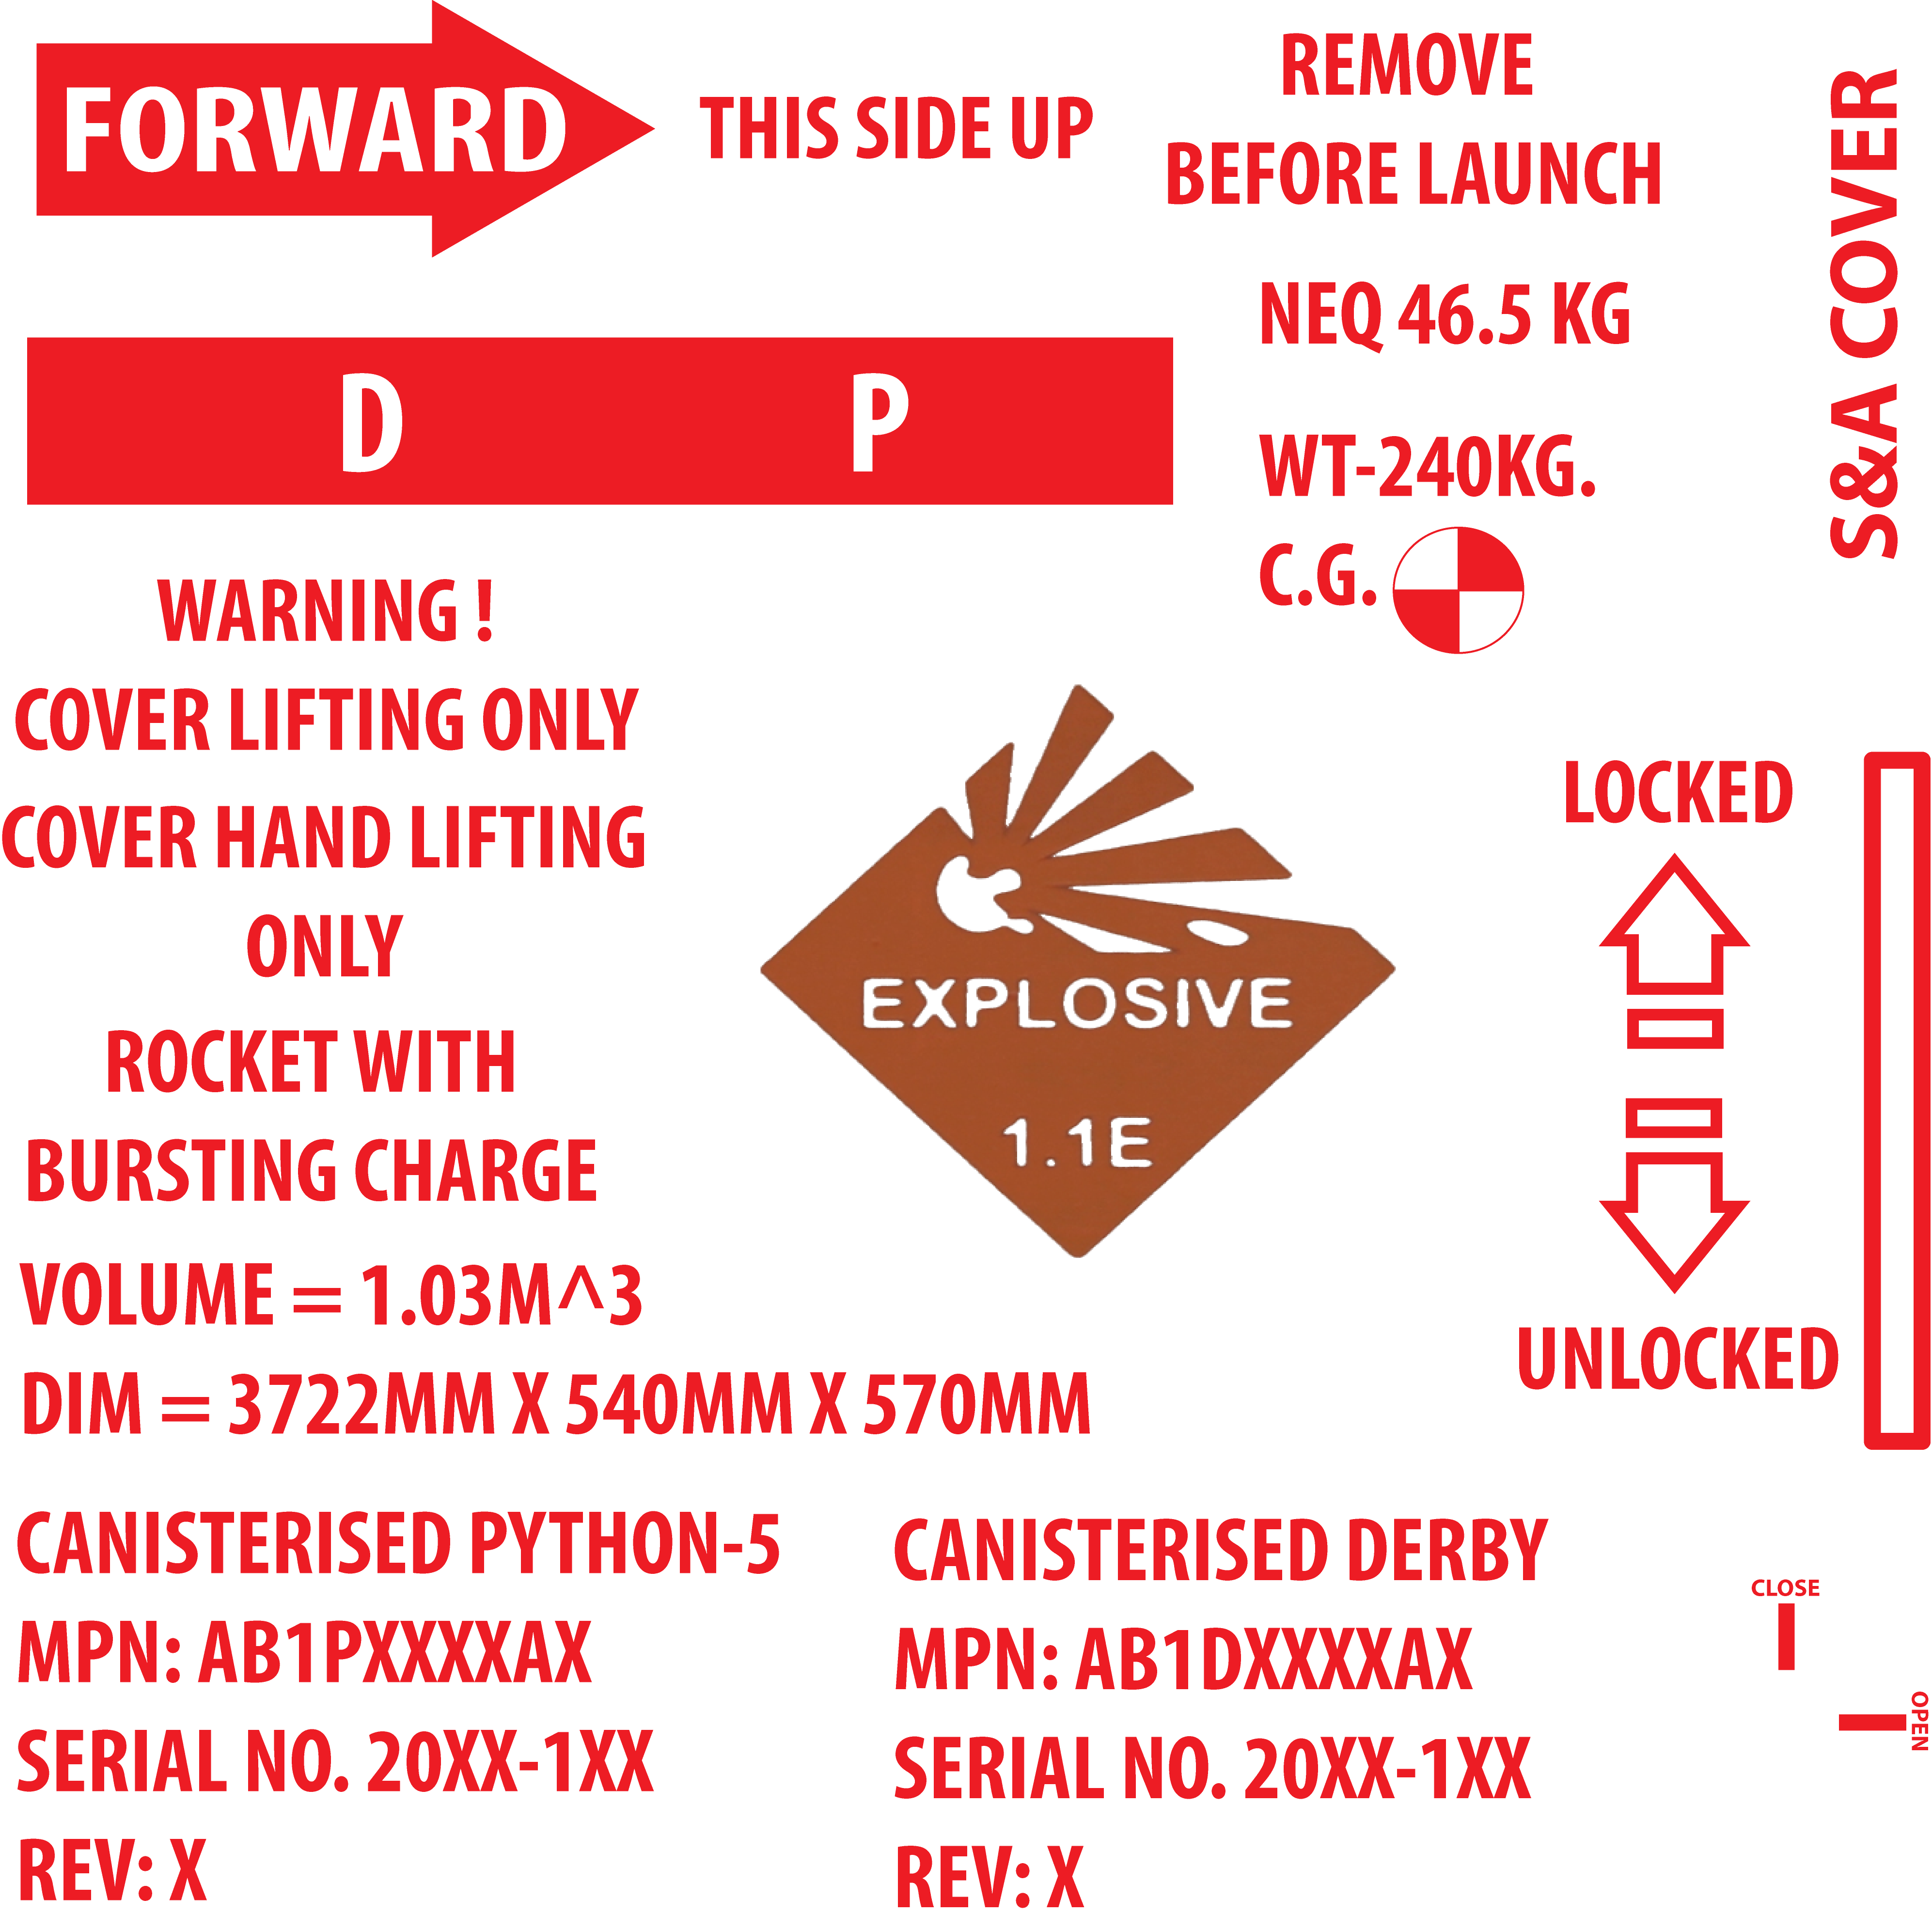 FORWARD
THIS SIDE UP
REMOVE
BEFORE LAUNCH
S&A COVER
NEQ 46.5 KG
D P
WT-240KG.
C.G.
WARNING !
COVER LIFTING ONLY
COVER HAND LIFTING
ONLY
ROCKET WITH
BURSTING CHARGE
EXPLOSIVE
1.1E
LOCKED
UNLOCKED
VOLUME = 1.03M^3
DIM = 3722MM X 540MM X 570MM
CANISTERISED PYTHON-5
MPN: AB1PXXXXXAX
SERIAL NO. 20XX-1XX
REV: X
CANISTERISED DERBY
MPN: AB1DXXXXXAX
SERIAL NO. 20XX-1XX
REV: X
CLOSE
OPEN